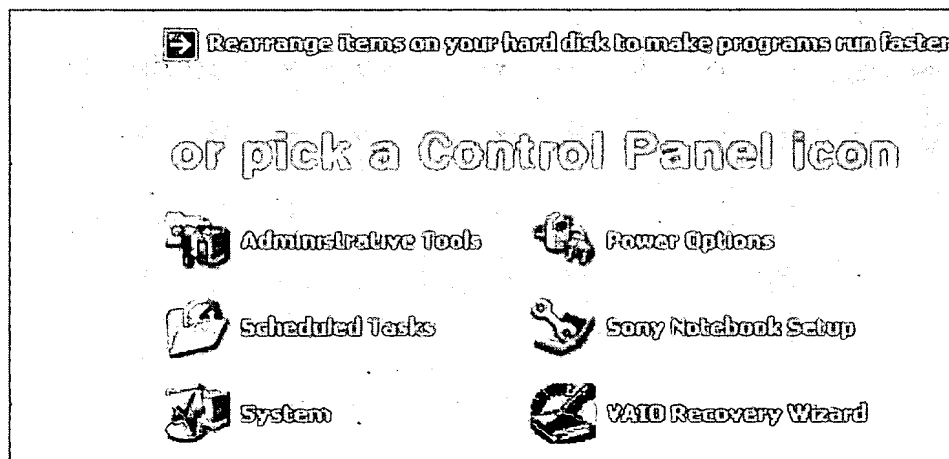 Rearrange items on your hard disk to make programs run faster
or pick a Control Panel icon
Administrative Tools
Power Options
Scheduled Tasks
Sony Notebook Setup
System
VAIO Recovery Wizard